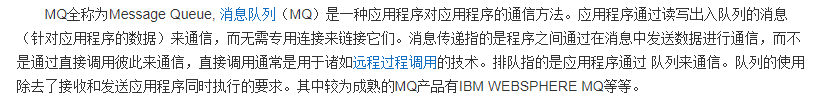 MQ全称为Message Queue, 消息队列（MQ）是一种应用程序对应用程序的通信方法。应用程序通过读写出入队列的消息
（针对应用程序的数据）来通信，而无需专用连接来链接它们。消息传递指的是程序之间通过在消息中发送数据进行通信，而不
是通过直接调用彼此来通信，直接调用通常是用于诸如远程过程调用的技术。排队指的是应用程序通过 队列来通信。队列的使用
除去了接收和发送应用程序同时执行的要求。其中较为成熟的MQ产品有IBM WEBSPHERE MQ等等。